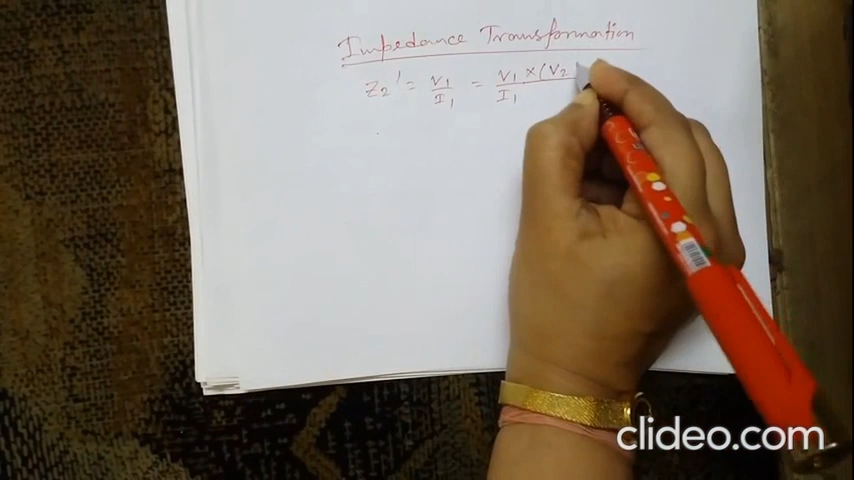 Impedance Transformation
Z₂' = V₁/I₁ = V₁ × (V₂/I₁
clideo.com